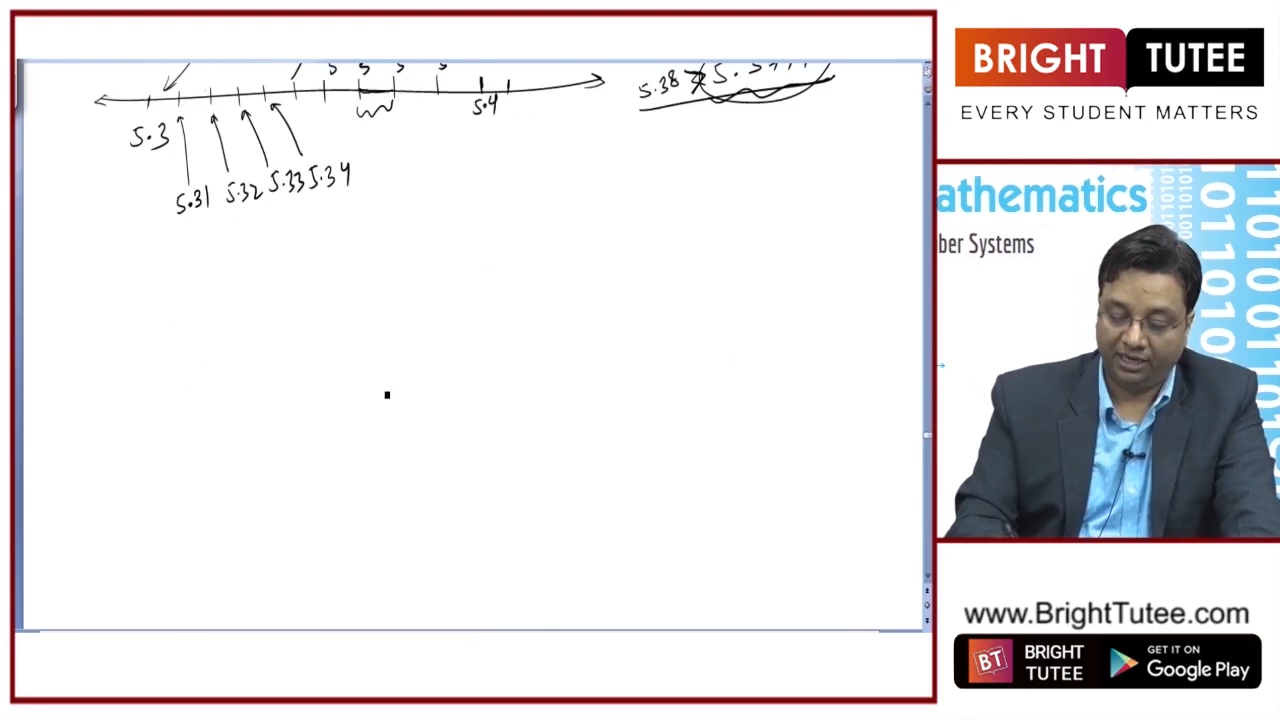 BRIGHT TUTEE
EVERY STUDENT MATTERS
5.38
5.3
5.4
5.31 5.32 5.33 5.34
athematics
ber Systems
www.BrightTutee.com
BT BRIGHT TUTEE
GET IT ON
Google Play